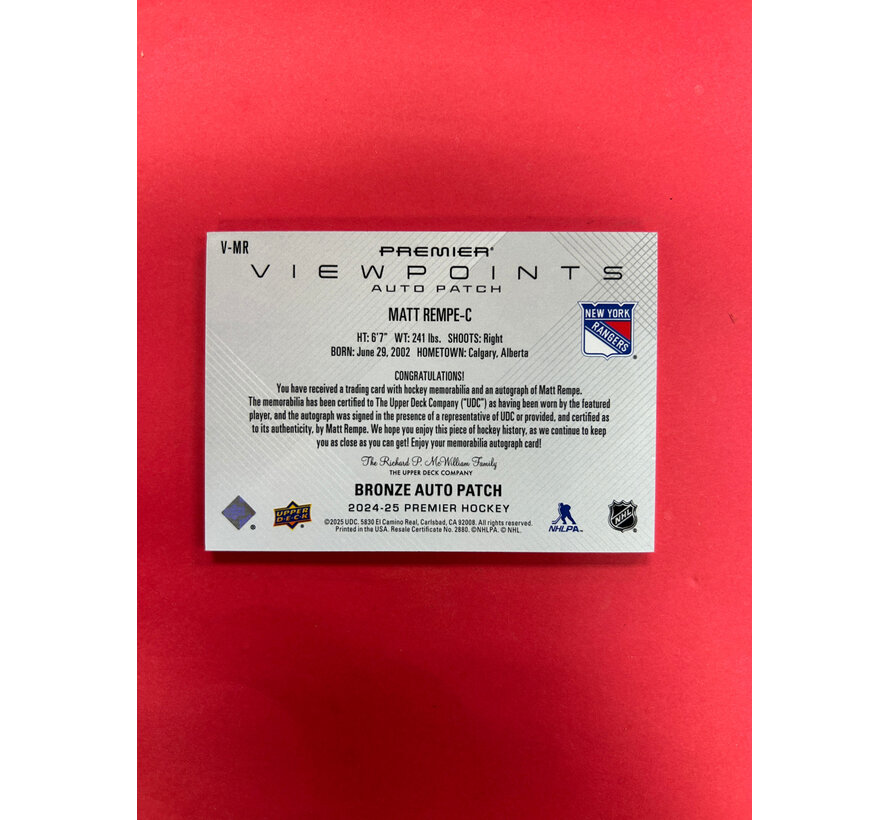 V-MR
PREMIER®
VIEWPOINTS
AUTO PATCH
MATT REMPE-C
HT: 6'7" WT: 241 lbs. SHOOTS: Right
BORN: June 29, 2002 HOMETOWN: Calgary, Alberta
NEW YORK
RANGERS
CONGRATULATIONS!
You have received a trading card with hockey memorabilia and an autograph of Matt Rempe.
The memorabilia has been certified to The Upper Deck Company ("UDC") as having been worn by the featured
player, and the autograph was signed in the presence of a representative of UDC or provided, and certified as
to its authenticity, by Matt Rempe. We hope you enjoy this piece of hockey history, as we continue to keep
you as close as you can get! Enjoy your memorabilia autograph card!
The Richard P. McWilliam Family
THE UPPER DECK COMPANY
BRONZE AUTO PATCH
2024-25 PREMIER HOCKEY
©2025 UDC. 5830 El Camino Real, Carlsbad, CA 92008. All rights reserved.
Printed in the USA. Resale Certificate No. 2880. ©NHLPA. © NHL.
UPPER
DECK
NHLPA™
NHL